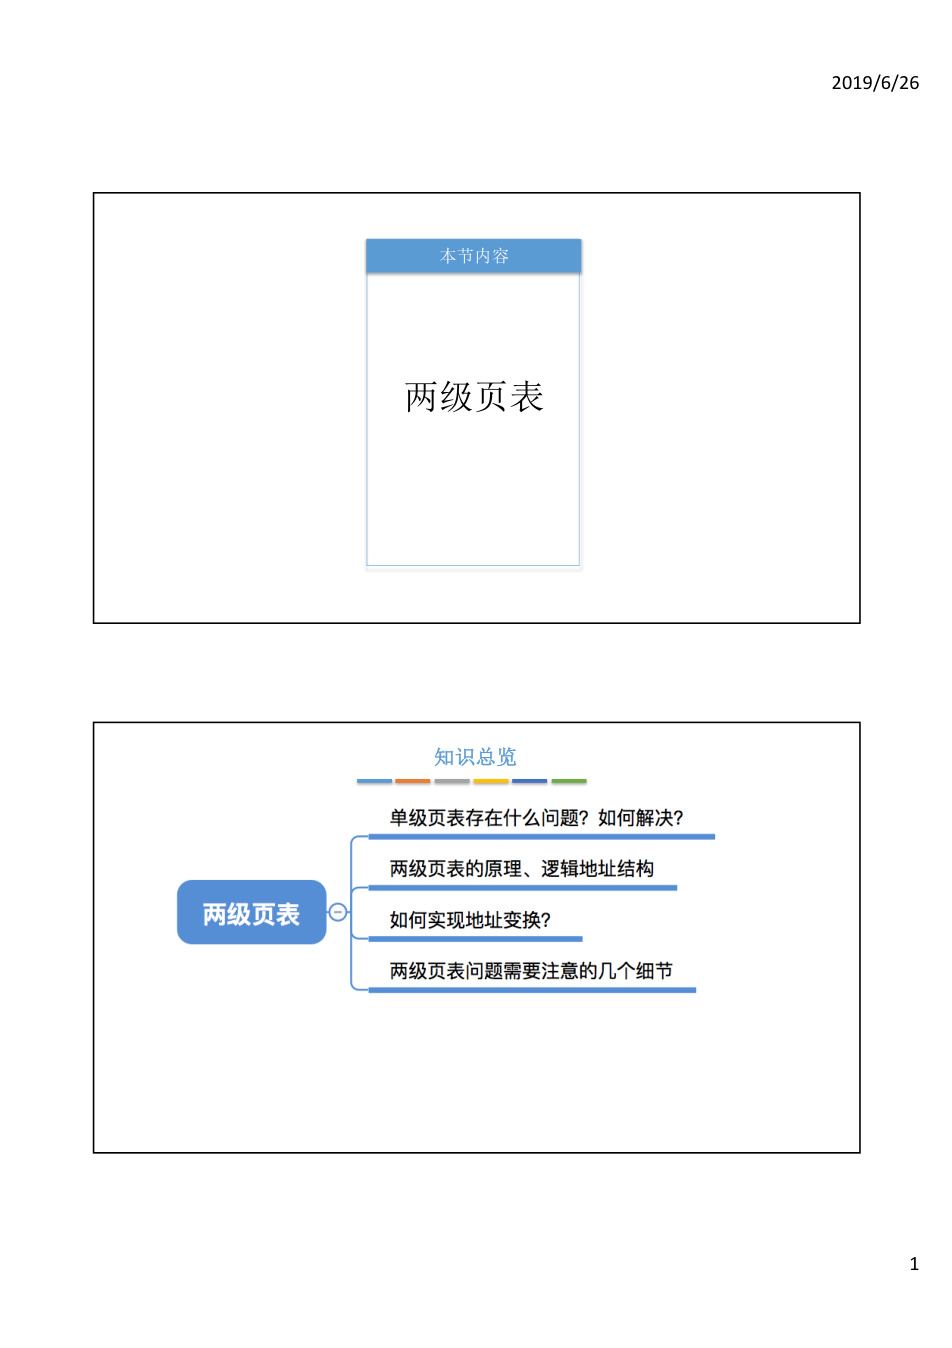 2019/6/26
本节内容
两级页表
知识总览
单级页表存在什么问题？如何解决？
两级页表的原理、逻辑地址结构
两级页表
如何实现地址变换？
两级页表问题需要注意的几个细节
1